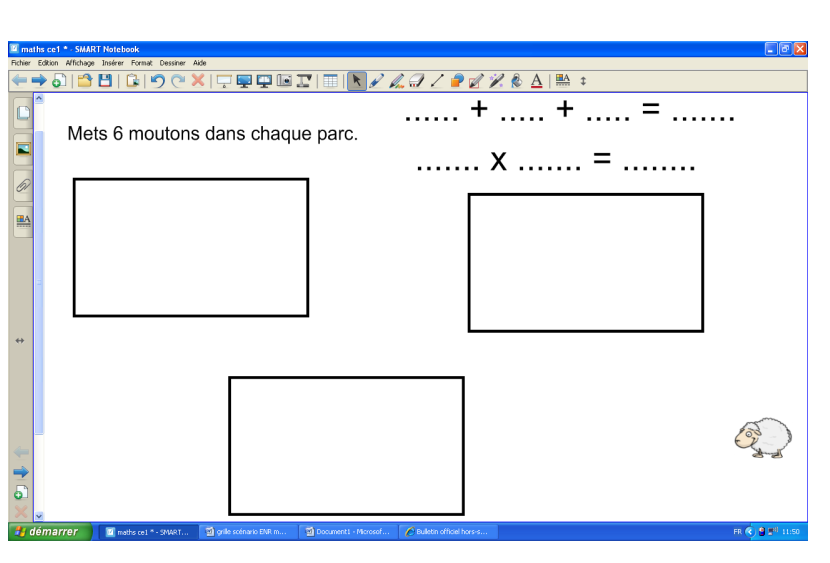 maths ce1 * - SMART Notebook
Fichier Edition Affichage Insérer Format Dessiner Aide
...... + ..... + ..... = .......
Mets 6 moutons dans chaque parc.
....... x ....... = ........
démarrer maths ce1 * - SMART... grille scénario ENR m... Document1 - Microsof... Bulletin officiel hors-s... FR 11:50